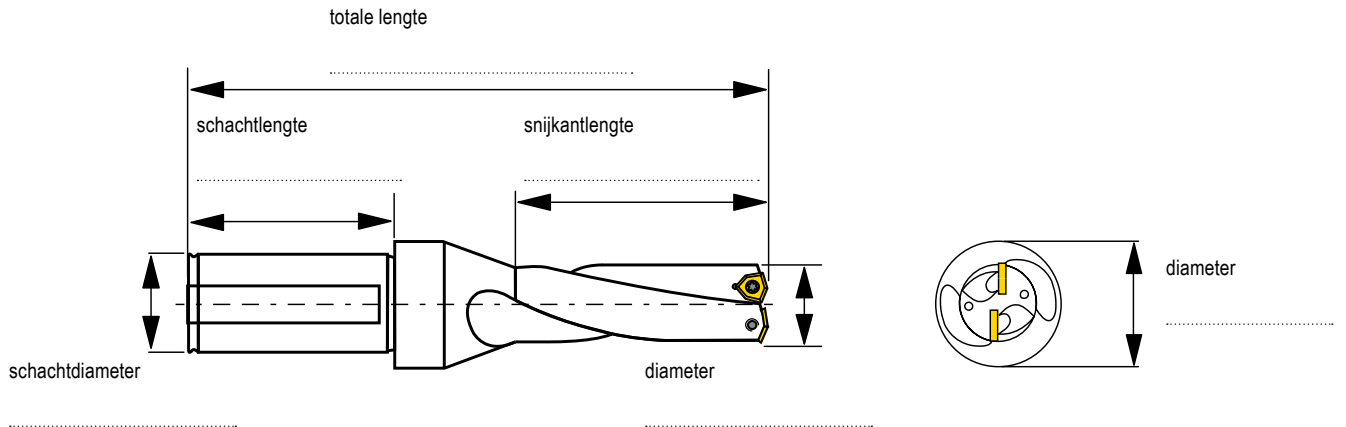 totale lengte
schachtlengte
snijkantlengte
diameter
schachtdiameter
diameter